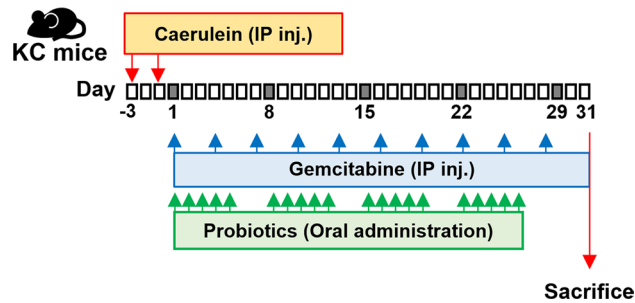 Caerulein (IP inj.)
KC mice
Day
-3 1 8 15 22 29 31
Gemcitabine (IP inj.)
Probiotics (Oral administration)
Sacrifice